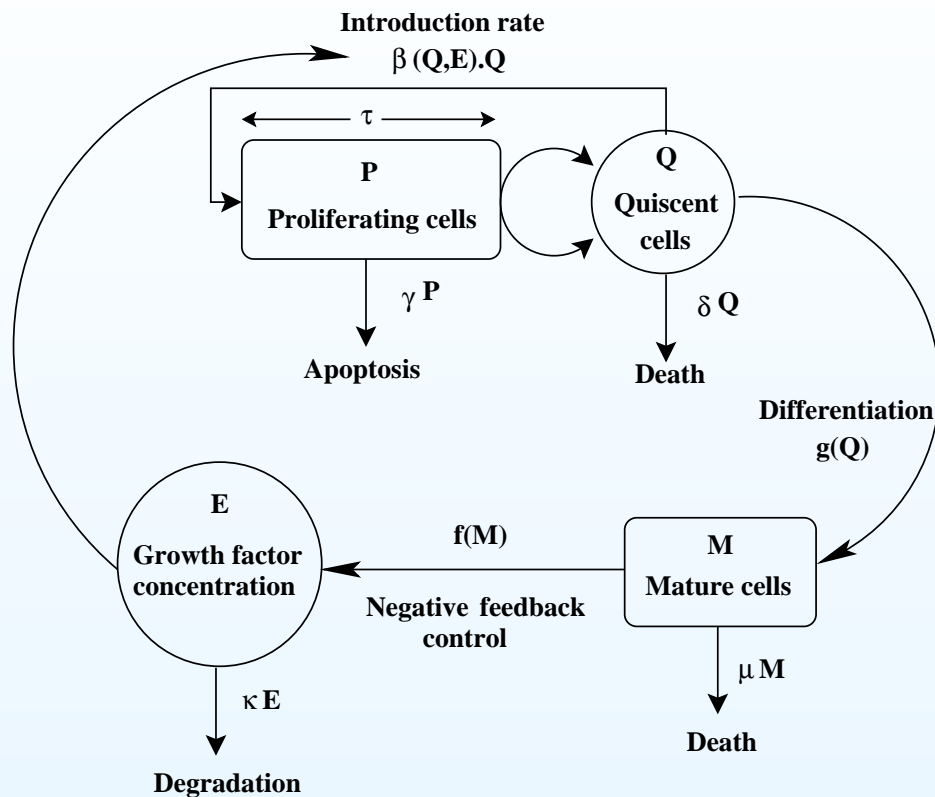 Introduction rate
β (Q,E).Q
τ
P
Proliferating cells
Q
Quiscent
cells
γ P
δ Q
Apoptosis
Death
Differentiation
g(Q)
E
Growth factor
concentration
f(M)
Negative feedback
control
M
Mature cells
κ E
μ M
Degradation
Death